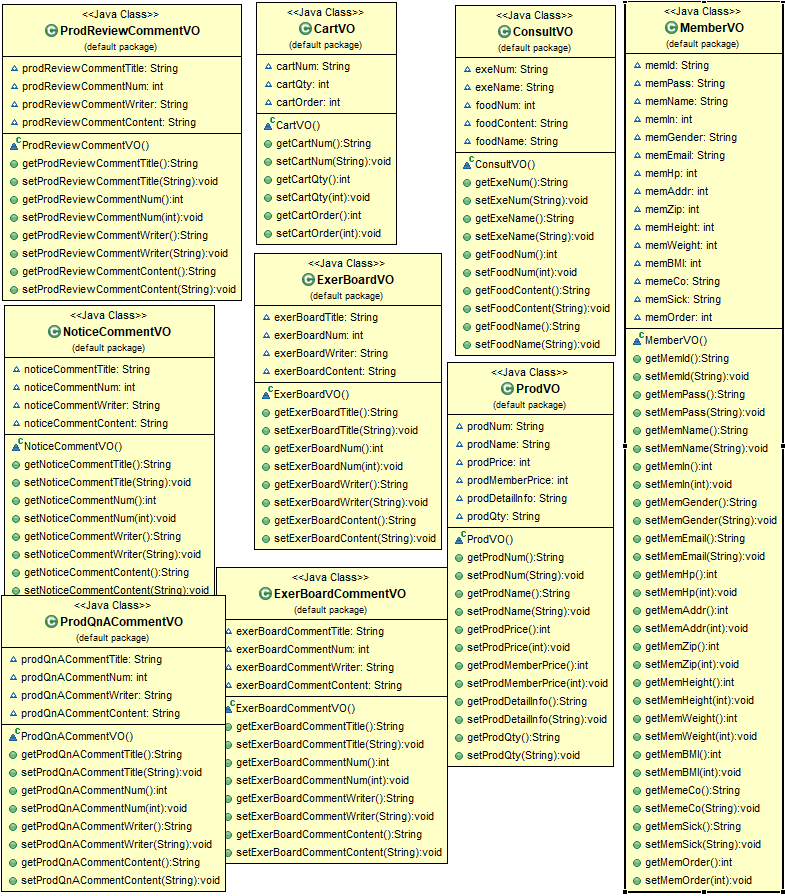 <<Java Class>>
ProdReviewCommentVO
(default package)
prodReviewCommentTitle: String
prodReviewCommentNum: int
prodReviewCommentWriter: String
prodReviewCommentContent: String
ProdReviewCommentVO()
getProdReviewCommentTitle():String
setProdReviewCommentTitle(String):void
getProdReviewCommentNum():int
setProdReviewCommentNum(int):void
getProdReviewCommentWriter():String
setProdReviewCommentWriter(String):void
getProdReviewCommentContent():String
setProdReviewCommentContent(String):void
<<Java Class>>
CartVO
(default package)
cartNum: String
cartQty: int
cartOrder: int
CartVO()
getCartNum():String
setCartNum(String):void
getCartQty():int
setCartQty(int):void
getCartOrder():int
setCartOrder(int):void
<<Java Class>>
ConsultVO
(default package)
exeNum: String
exeName: String
foodNum: int
foodContent: String
foodName: String
ConsultVO()
getExeNum():String
setExeNum(String):void
getExeName():String
setExeName(String):void
getFoodNum():int
setFoodNum(int):void
getFoodContent():String
setFoodContent(String):void
getFoodName():String
setFoodName(String):void
<<Java Class>>
MemberVO
(default package)
memId: String
memPass: String
memName: String
memIn: int
memGender: String
memEmail: String
memHp: int
memAddr: int
memZip: int
memHeight: int
memWeight: int
memBMI: int
memeCo: String
memSick: String
memOrder: int
MemberVO()
getMemId():String
setMemId(String):void
getMemPass():String
setMemPass(String):void
getMemName():String
setMemName(String):void
getMemIn():int
setMemIn(int):void
getMemGender():String
setMemGender(String):void
getMemEmail():String
setMemEmail(String):void
getMemHp():int
setMemHp(int):void
getMemAddr():int
setMemAddr(int):void
getMemZip():int
setMemZip(int):void
getMemHeight():int
setMemHeight(int):void
getMemWeight():int
setMemWeight(int):void
getMemBMI():int
setMemBMI(int):void
getMemeCo():String
setMemeCo(String):void
getMemSick():String
setMemSick(String):void
getMemOrder():int
setMemOrder(int):void
<<Java Class>>
NoticeCommentVO
(default package)
noticeCommentTitle: String
noticeCommentNum: int
noticeCommentWriter: String
noticeCommentContent: String
NoticeCommentVO()
getNoticeCommentTitle():String
setNoticeCommentTitle(String):void
getNoticeCommentNum():int
setNoticeCommentNum(int):void
getNoticeCommentWriter():String
setNoticeCommentWriter(String):void
getNoticeCommentContent():String
setNoticeCommentContent(String):void
<<Java Class>>
ExerBoardVO
(default package)
exerBoardTitle: String
exerBoardNum: int
exerBoardWriter: String
exerBoardContent: String
ExerBoardVO()
getExerBoardTitle():String
setExerBoardTitle(String):void
getExerBoardNum():int
setExerBoardNum(int):void
getExerBoardWriter():String
setExerBoardWriter(String):void
getExerBoardContent():String
setExerBoardContent(String):void
<<Java Class>>
ProdVO
(default package)
prodNum: String
prodName: String
prodPrice: int
prodMemberPrice: int
prodDetailInfo: String
prodQty: String
ProdVO()
getProdNum():String
setProdNum(String):void
getProdName():String
setProdName(String):void
getProdPrice():int
setProdPrice(int):void
getProdMemberPrice():int
setProdMemberPrice(int):void
getProdDetailInfo():String
setProdDetailInfo(String):void
getProdQty():String
setProdQty(String):void
<<Java Class>>
ProdQnACommentVO
(default package)
prodQnACommentTitle: String
prodQnACommentNum: int
prodQnACommentWriter: String
prodQnACommentContent: String
ProdQnACommentVO()
getProdQnACommentTitle():String
setProdQnACommentTitle(String):void
getProdQnACommentNum():int
setProdQnACommentNum(int):void
getProdQnACommentWriter():String
setProdQnACommentWriter(String):void
getProdQnACommentContent():String
setProdQnACommentContent(String):void
<<Java Class>>
ExerBoardCommentVO
(default package)
exerBoardCommentTitle: String
exerBoardCommentNum: int
exerBoardCommentWriter: String
exerBoardCommentContent: String
ExerBoardCommentVO()
getExerBoardCommentTitle():String
setExerBoardCommentTitle(String):void
getExerBoardCommentNum():int
setExerBoardCommentNum(int):void
getExerBoardCommentWriter():String
setExerBoardCommentWriter(String):void
getExerBoardCommentContent():String
setExerBoardCommentContent(String):void